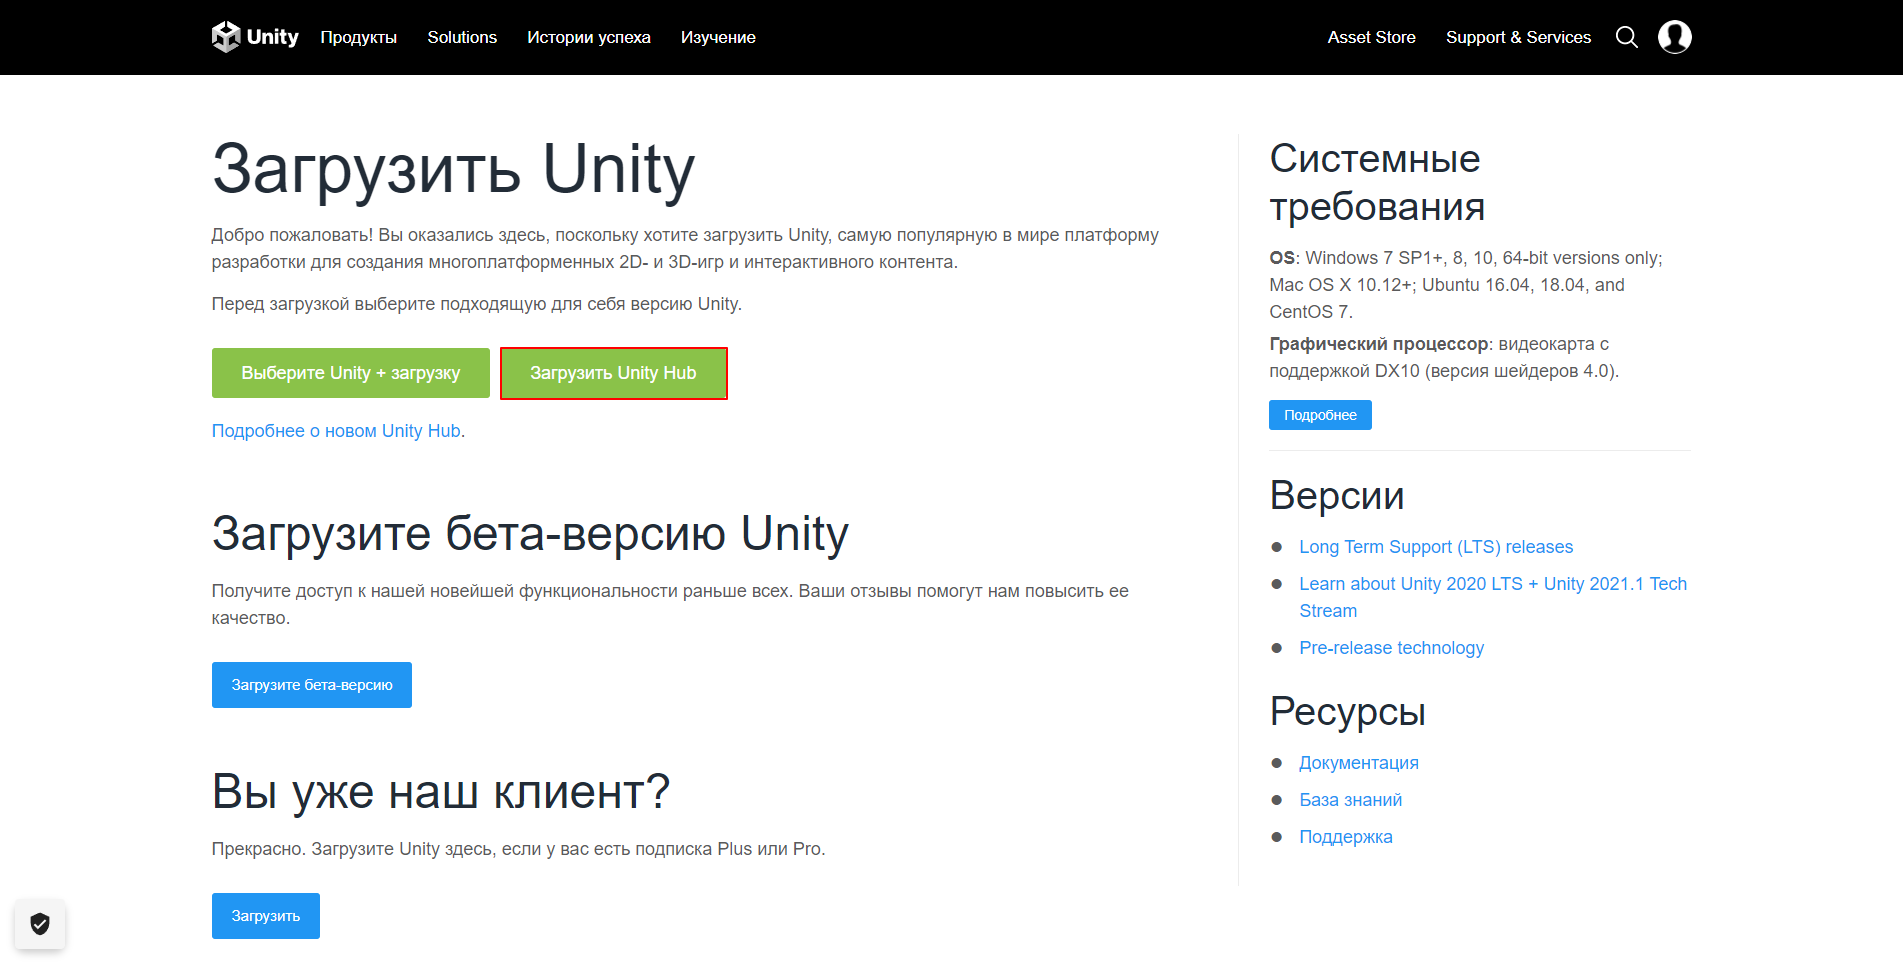 Unity Продукты Solutions Истории успеха Изучение Asset Store Support & Services
Загрузить Unity
Добро пожаловать! Вы оказались здесь, поскольку хотите загрузить Unity, самую популярную в мире платформу
разработки для создания многоплатформенных 2D- и 3D-игр и интерактивного контента.
Перед загрузкой выберите подходящую для себя версию Unity.
Выберите Unity + загрузку Загрузить Unity Hub
Подробнее о новом Unity Hub.
Загрузите бета-версию Unity
Получите доступ к нашей новейшей функциональности раньше всех. Ваши отзывы помогут нам повысить ее
качество.
Загрузите бета-версию
Вы уже наш клиент?
Прекрасно. Загрузите Unity здесь, если у вас есть подписка Plus или Pro.
Загрузить
Системные
требования
OS: Windows 7 SP1+, 8, 10, 64-bit versions only;
Mac OS X 10.12+; Ubuntu 16.04, 18.04, and
CentOS 7.
Графический процессор: видеокарта с
поддержкой DX10 (версия шейдеров 4.0).
Подробнее
Версии
Long Term Support (LTS) releases
Learn about Unity 2020 LTS + Unity 2021.1 Tech
Stream
Pre-release technology
Ресурсы
Документация
База знаний
Поддержка